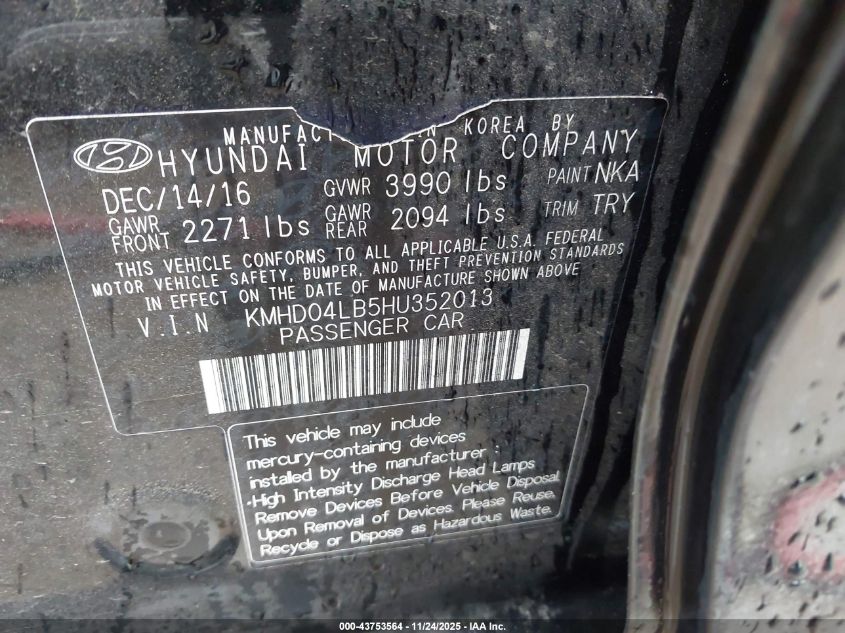 MANUFACT IN KOREA BY
HYUNDAI MOTOR COMPANY
DEC/14/16 GVWR 3990 lbs PAINT NKA
GAWR FRONT 2271 lbs GAWR REAR 2094 lbs TRIM TRY
THIS VEHICLE CONFORMS TO ALL APPLICABLE U.S.A. FEDERAL
MOTOR VEHICLE SAFETY, BUMPER, AND THEFT PREVENTION STANDARDS
IN EFFECT ON THE DATE OF MANUFACTURE SHOWN ABOVE
V.I.N KMHD04LB5HU352013
PASSENGER CAR
This vehicle may include
mercury-containing devices
installed by the manufacturer :
·High Intensity Discharge Head Lamps
Remove Devices Before Vehicle Disposal.
Upon Removal of Devices. Please Reuse,
Recycle or Dispose as Hazardous Waste.
000-43753564 - 11/24/2025 - IAA Inc.